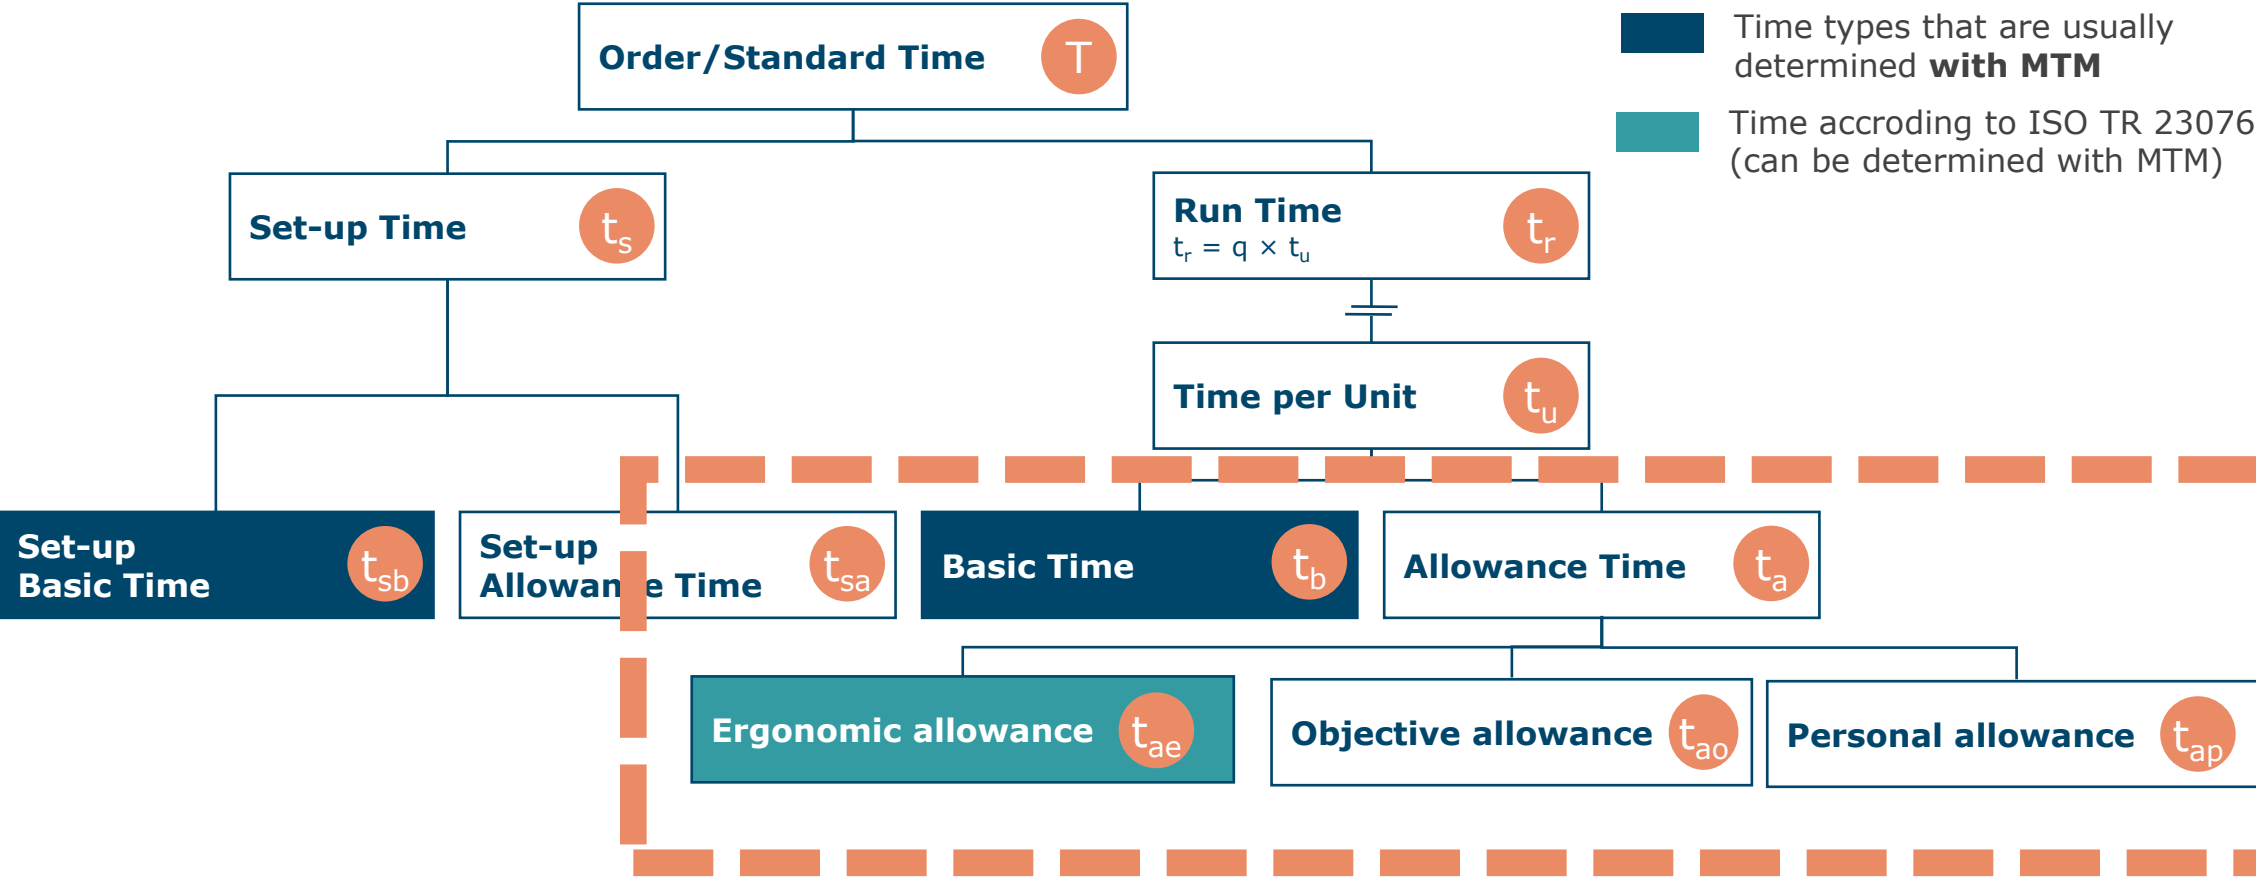 Order/Standard Time T
Time types that are usually
determined with MTM
Time accroding to ISO TR 23076
(can be determined with MTM)
Set-up Time ts
Run Time
tr = q × tu
tr
Time per Unit tu
Set-up
Basic Time
tsb
Set-up
Allowance Time
tsa
Basic Time tb
Allowance Time ta
Ergonomic allowance tae
Objective allowance tao
Personal allowance tap